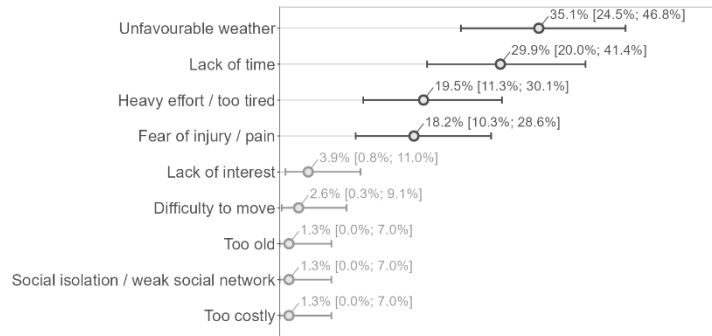 Unfavourable weather 35.1% [24.5%; 46.8%]
Lack of time 29.9% [20.0%; 41.4%]
Heavy effort / too tired 19.5% [11.3%; 30.1%]
Fear of injury / pain 18.2% [10.3%; 28.6%]
Lack of interest 3.9% [0.8%; 11.0%]
Difficulty to move 2.6% [0.3%; 9.1%]
Too old 1.3% [0.0%; 7.0%]
Social isolation / weak social network 1.3% [0.0%; 7.0%]
Too costly 1.3% [0.0%; 7.0%]